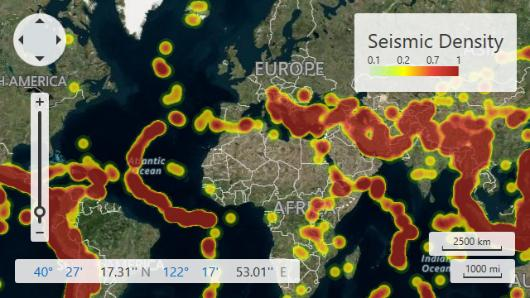 Seismic Density
0.1 0.2 0.7 1
EUROPE
H AMERICA
+
Atlantic
Ocean
AFR
−
2500 km
1000 mi
Indian
Ocean
40° 27' 17.31'' N 122° 17' 53.01'' E